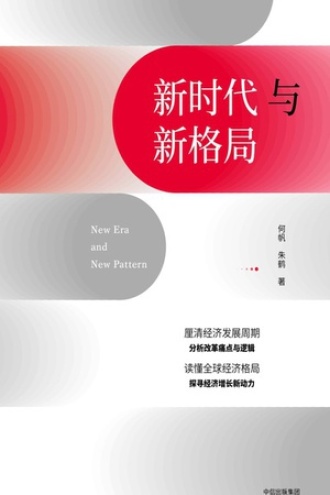 新时代与
新格局
New Era
and
New Pattern
何帆 朱鹤 著
厘清经济发展周期
分析改革痛点与逻辑
读懂全球经济格局
探寻经济增长新动力
中信出版集团